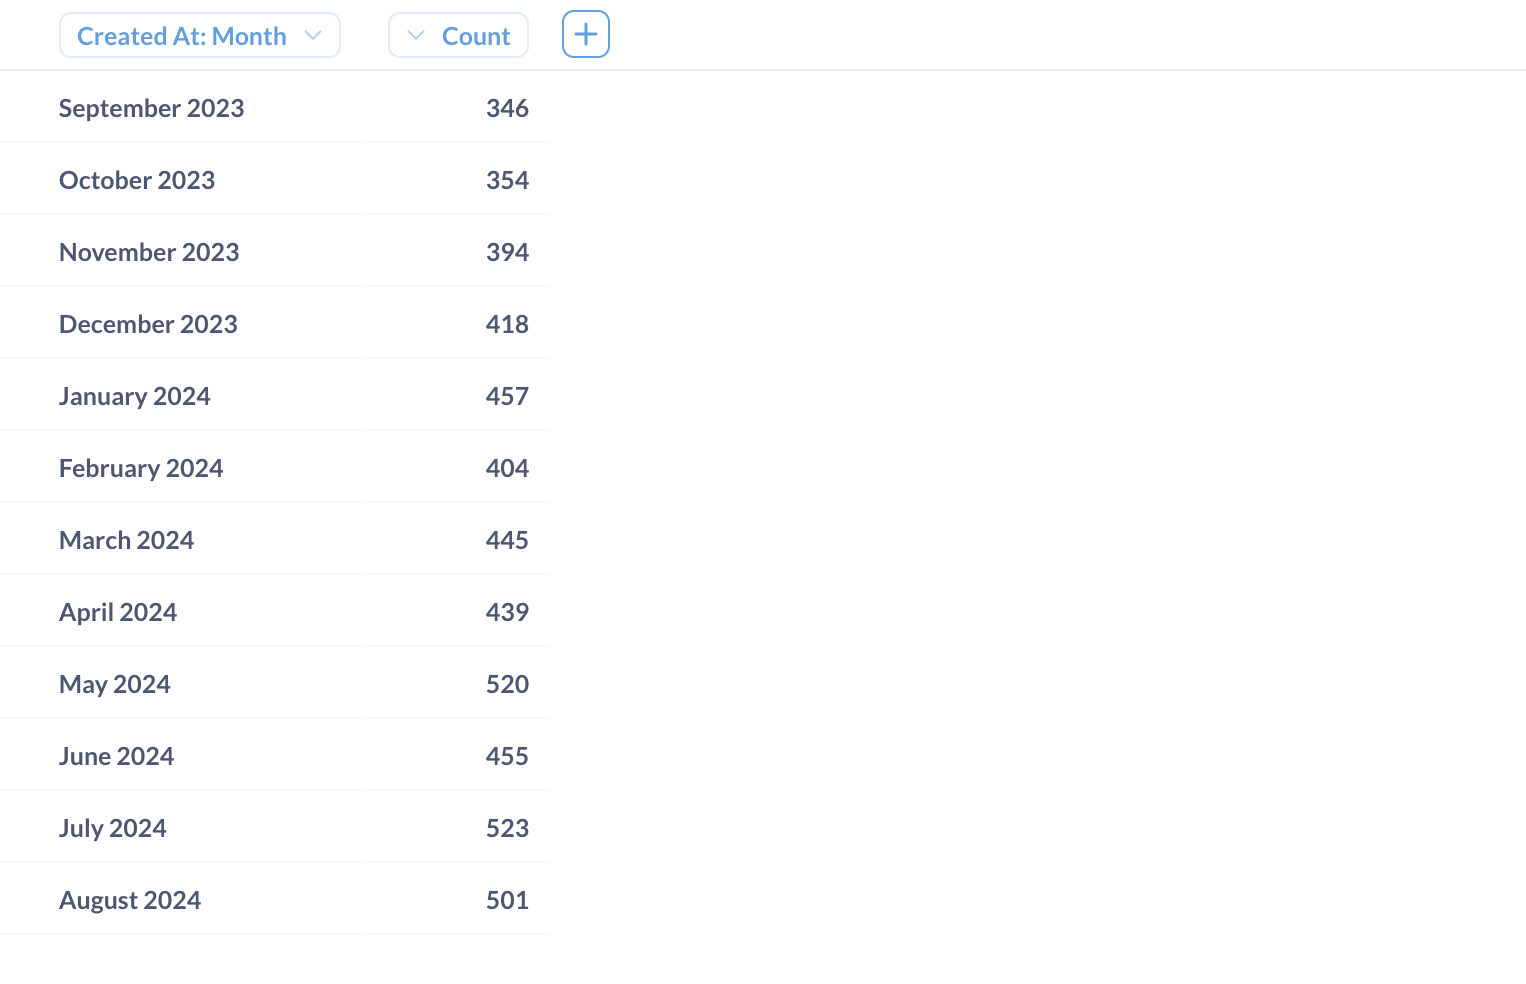 Created At: Month Count
September 2023 346
October 2023 354
November 2023 394
December 2023 418
January 2024 457
February 2024 404
March 2024 445
April 2024 439
May 2024 520
June 2024 455
July 2024 523
August 2024 501